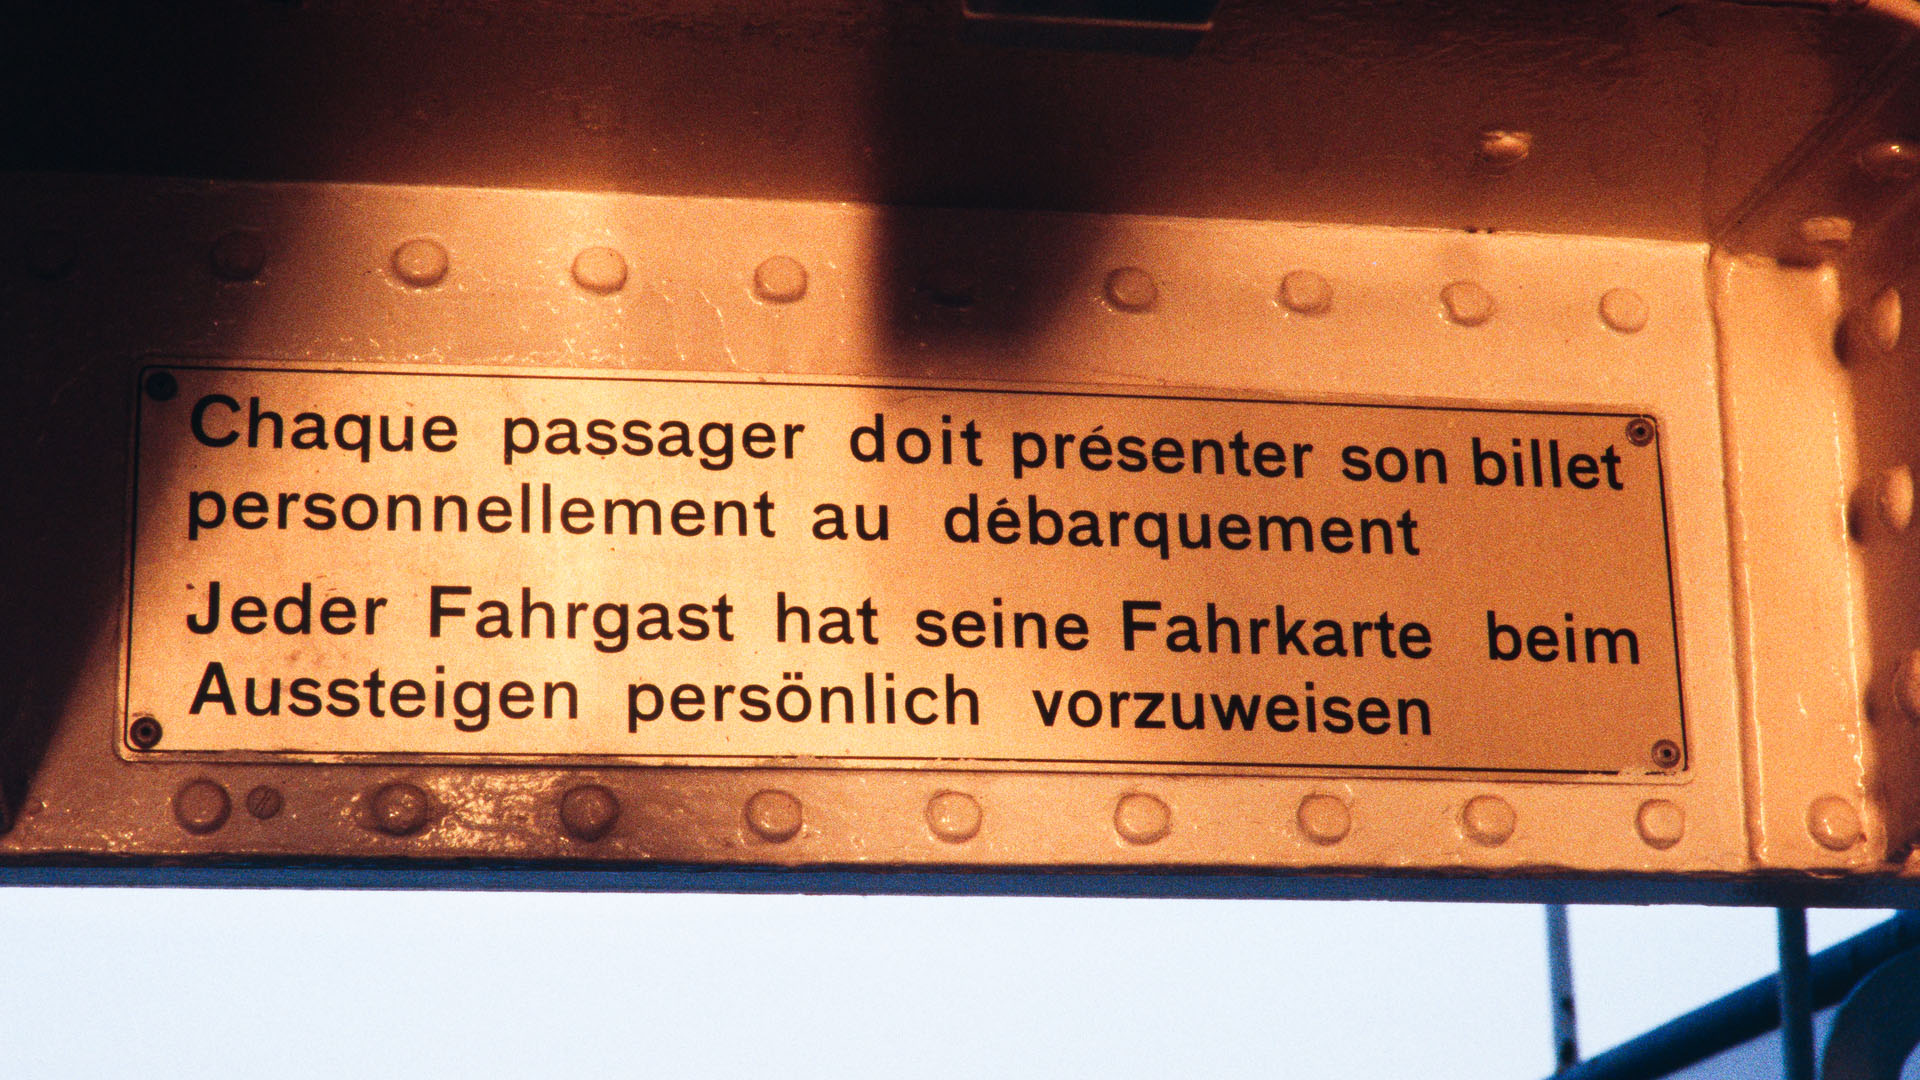 Chaque passager doit présenter son billet
personnellement au débarquement
Jeder Fahrgast hat seine Fahrkarte beim
Aussteigen persönlich vorzuweisen